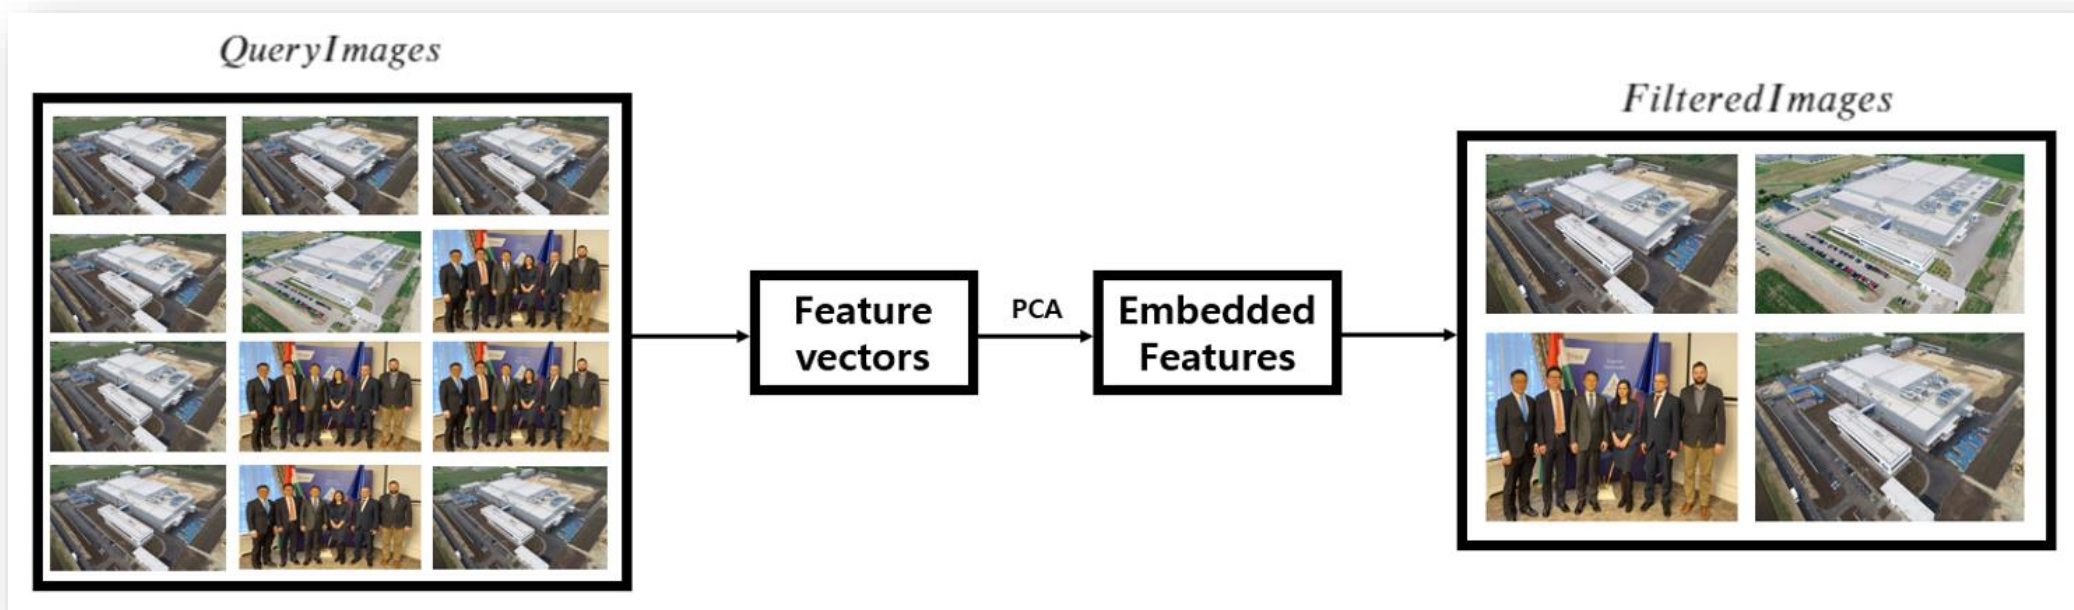 QueryImages
FilteredImages
Feature
vectors
PCA
Embedded
Features